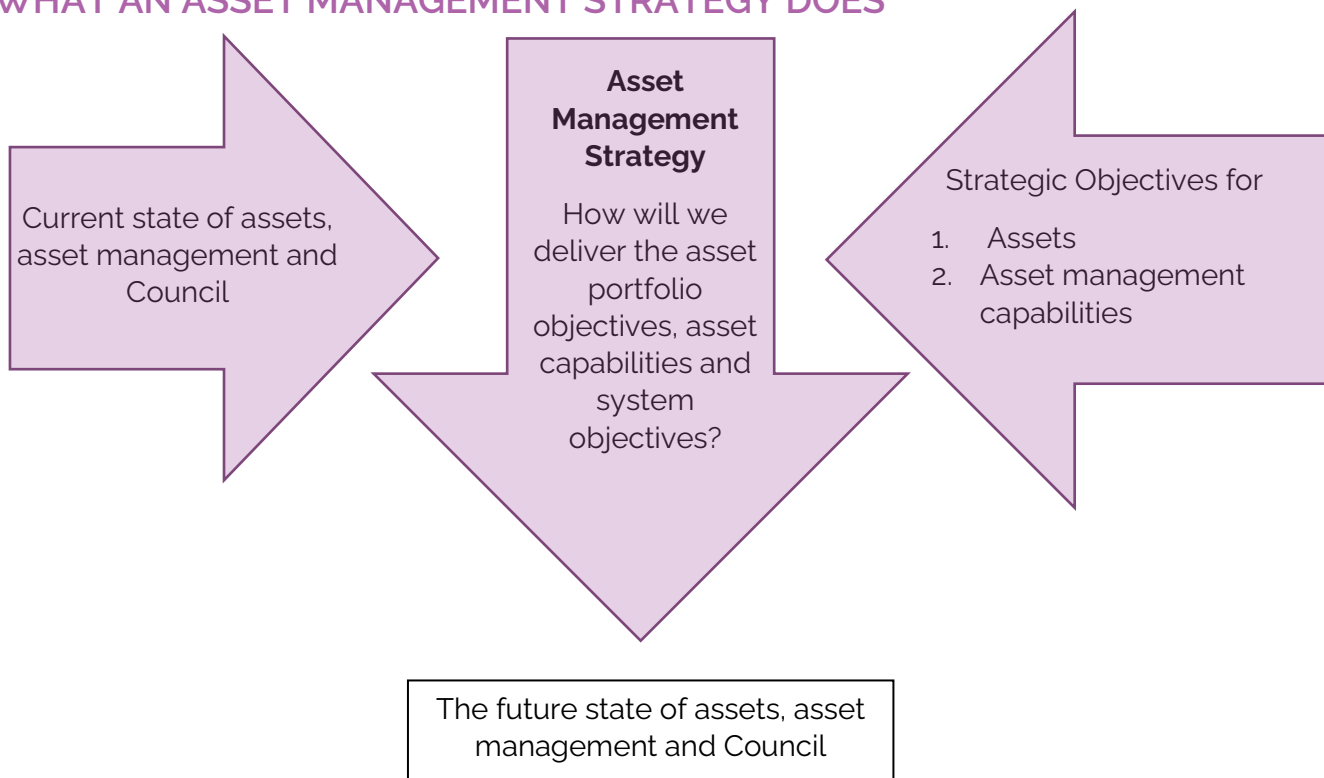 WHAT AN ASSET MANAGEMENT STRATEGY DOES
Current state of assets,
asset management and
Council
Asset
Management
Strategy
How will we
deliver the asset
portfolio
objectives, asset
capabilities and
system
objectives?
Strategic Objectives for
1. Assets
2. Asset management
capabilities
The future state of assets, asset
management and Council